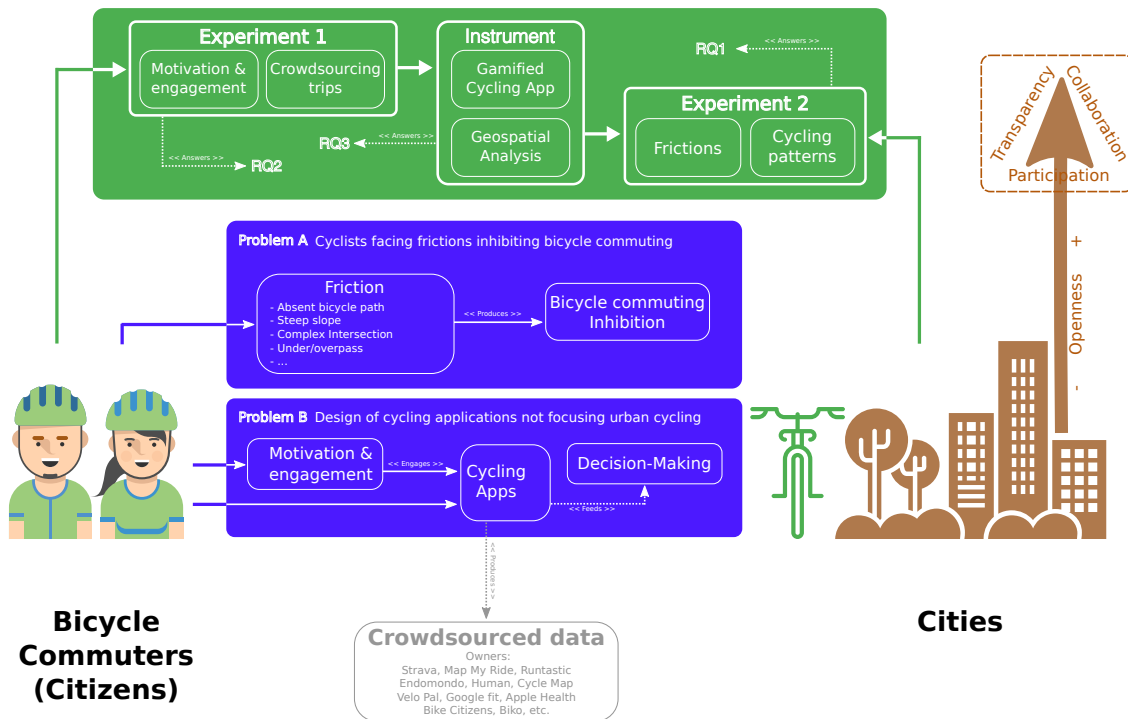 Experiment 1
Motivation &
engagement
Crowdsourcing
trips
<< Answers >>
RQ2
Instrument
Gamified
Cycling App
Geospatial
Analysis
<< Answers >>
RQ3
RQ1
<< Answers >>
Experiment 2
Frictions
Cycling
patterns
Transparency
Collaboration
Participation
- Openness +
Problem A Cyclists facing frictions inhibiting bicycle commuting
Friction
- Absent bicycle path
- Steep slope
- Complex Intersection
- Under/overpass
- ...
<< Produces >>
Bicycle commuting
Inhibition
Problem B Design of cycling applications not focusing urban cycling
Motivation &
engagement
<< Engages >>
Cycling
Apps
Decision-Making
<< Feeds >>
<< Produces >>
Crowdsourced data
Owners:
Strava, Map My Ride, Runtastic
Endomondo, Human, Cycle Map
Velo Pal, Google fit, Apple Health
Bike Citizens, Biko, etc.
Bicycle
Commuters
(Citizens)
Cities